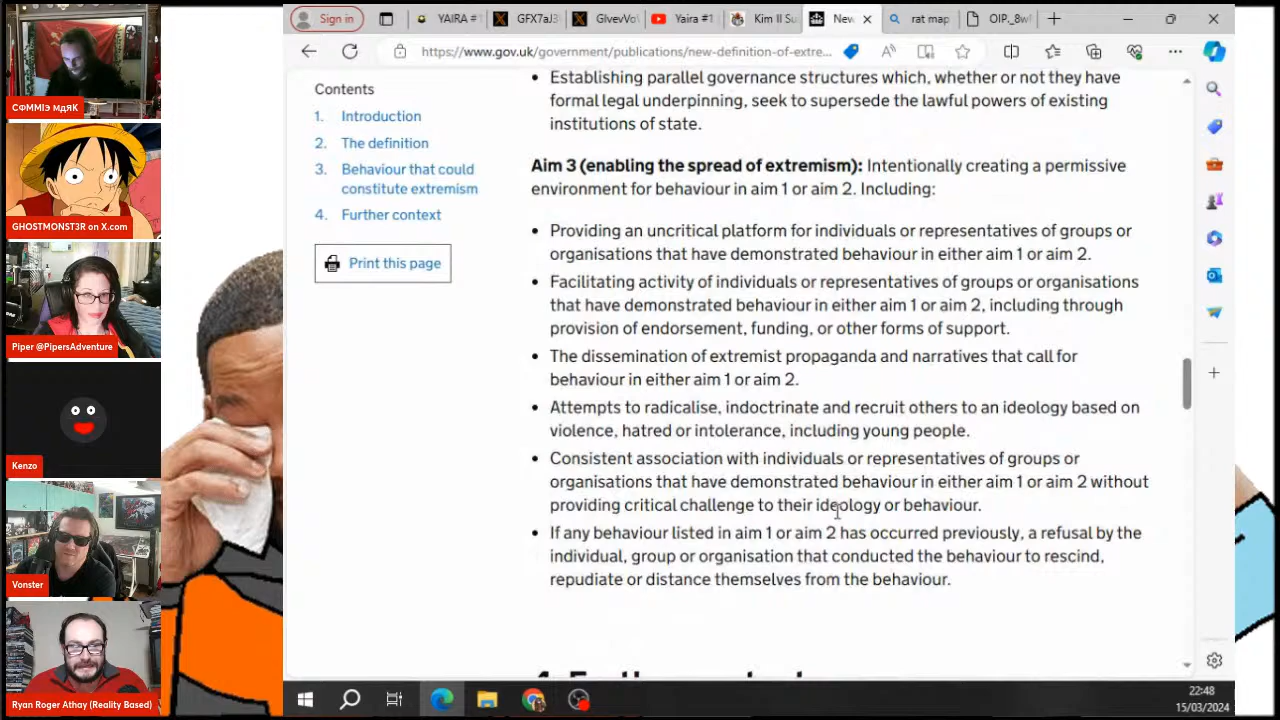 Sign in
YAIRA #1
GFX7aJ3
GIvevVo
Yaira #1
Kim Il Su
New
rat map
OIP._8wl
https://www.gov.uk/government/publications/new-definition-of-extre...
CФMMIЭ MДЯK
GHOSTMONST3R on X.com
Piper @PipersAdventure
Kenzo
Vonster
Ryan Roger Athay (Reality Based)
Contents
1. Introduction
2. The definition
3. Behaviour that could
constitute extremism
4. Further context
Print this page
• Establishing parallel governance structures which, whether or not they have
formal legal underpinning, seek to supersede the lawful powers of existing
institutions of state.
Aim 3 (enabling the spread of extremism): Intentionally creating a permissive
environment for behaviour in aim 1 or aim 2. Including:
• Providing an uncritical platform for individuals or representatives of groups or
organisations that have demonstrated behaviour in either aim 1 or aim 2.
• Facilitating activity of individuals or representatives of groups or organisations
that have demonstrated behaviour in either aim 1 or aim 2, including through
provision of endorsement, funding, or other forms of support.
• The dissemination of extremist propaganda and narratives that call for
behaviour in either aim 1 or aim 2.
• Attempts to radicalise, indoctrinate and recruit others to an ideology based on
violence, hatred or intolerance, including young people.
• Consistent association with individuals or representatives of groups or
organisations that have demonstrated behaviour in either aim 1 or aim 2 without
providing critical challenge to their ideology or behaviour.
• If any behaviour listed in aim 1 or aim 2 has occurred previously, a refusal by the
individual, group or organisation that conducted the behaviour to rescind,
repudiate or distance themselves from the behaviour.
22:48
15/03/2024